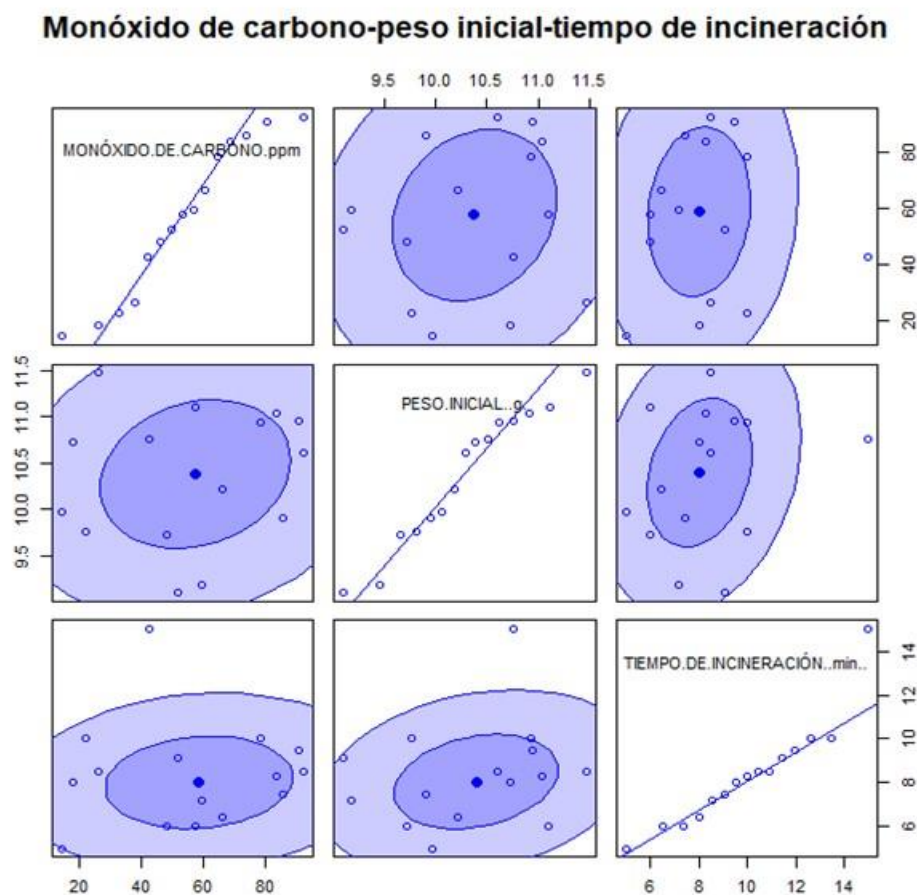 Monóxido de carbono-peso inicial-tiempo de incineración
9.5 10.0 10.5 11.0 11.5
MONÓXIDO.DE.CARBONO.ppm
20 40 60 80
9.5 10.0 10.5 11.0 11.5
PESO.INICIAL..g
TIEMPO.DE.INCINERACIÓN..min..
6 8 10 12 14
20 40 60 80
6 8 10 12 14